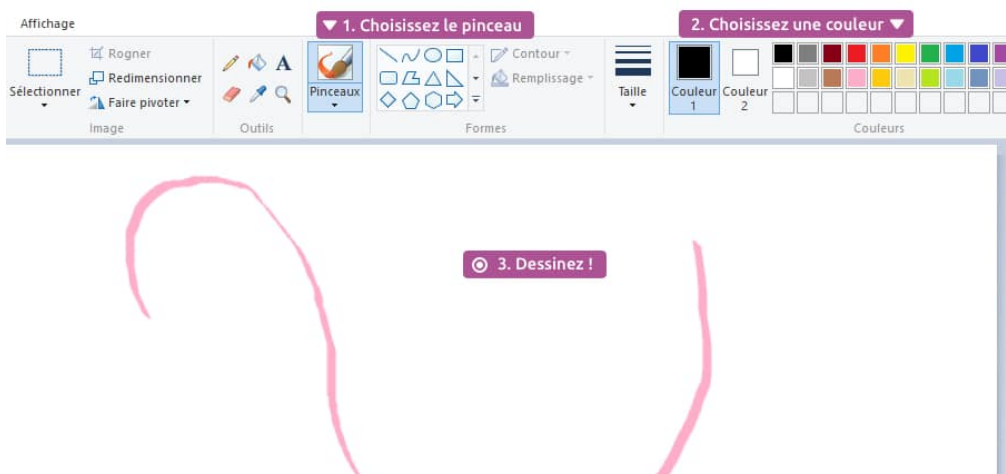 Affichage
▼ 1. Choisissez le pinceau
2. Choisissez une couleur ▼
Sélectionner
Rogner
Redimensionner
Faire pivoter
Image
A
Outils
Pinceaux
Contour
Remplissage
Formes
Taille
Couleur 1
Couleur 2
Couleurs
3. Dessinez !